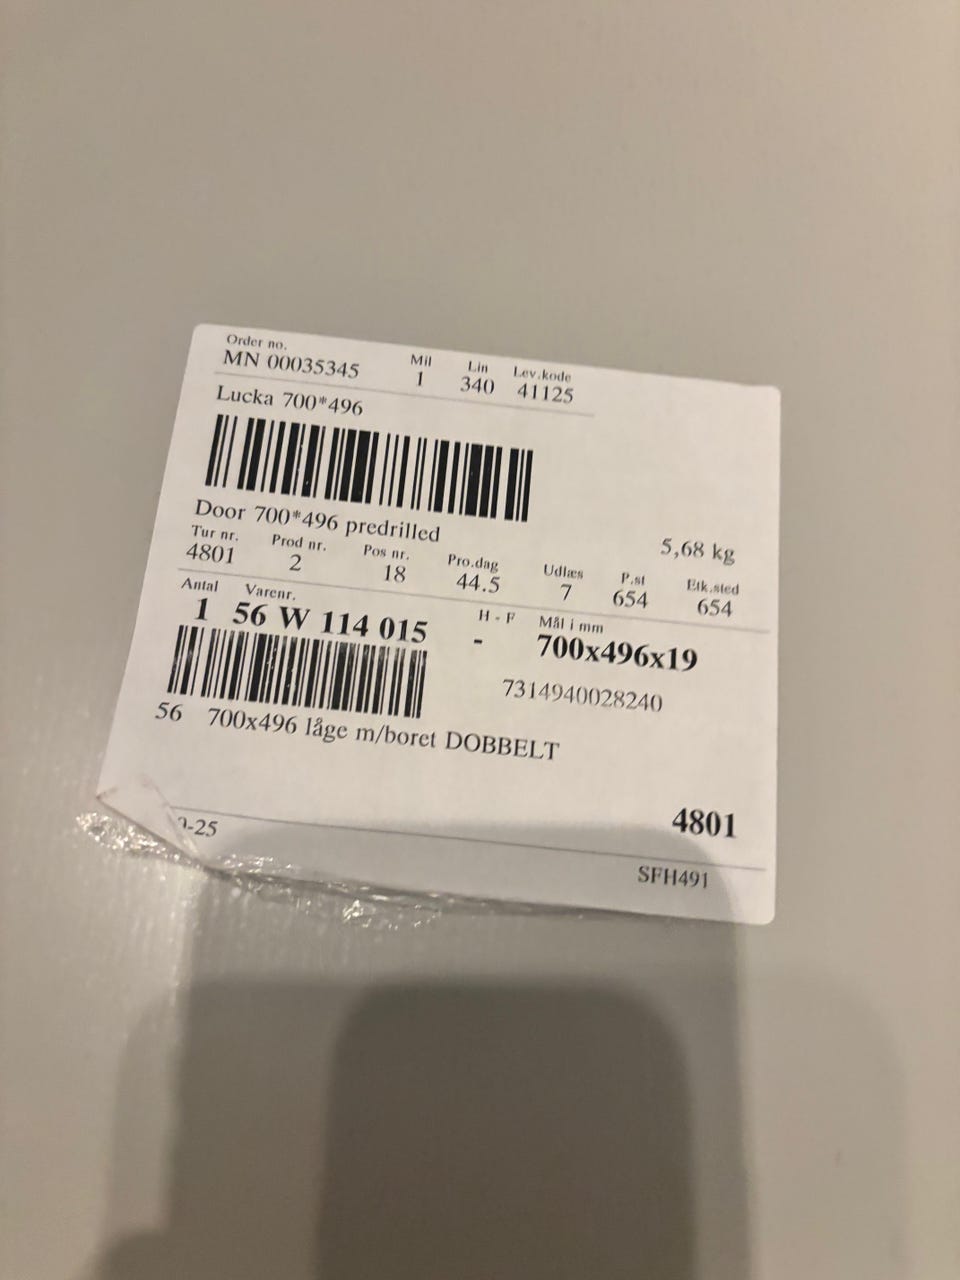 Order no. Mil Lin Lev.kode
MN 00035345 1 340 41125
Lucka 700*496
Door 700*496 predrilled 5,68 kg
Tur nr. Prod nr. Pos nr. Pro.dag Udlæs P.st Etk.sted
4801 2 18 44.5 7 654 654
Antal Varenr. H - F Mål i mm
1 56 W 114 015 - 700x496x19
7314940028240
56 700x496 låge m/boret DOBBELT
4801
-25
SFH491